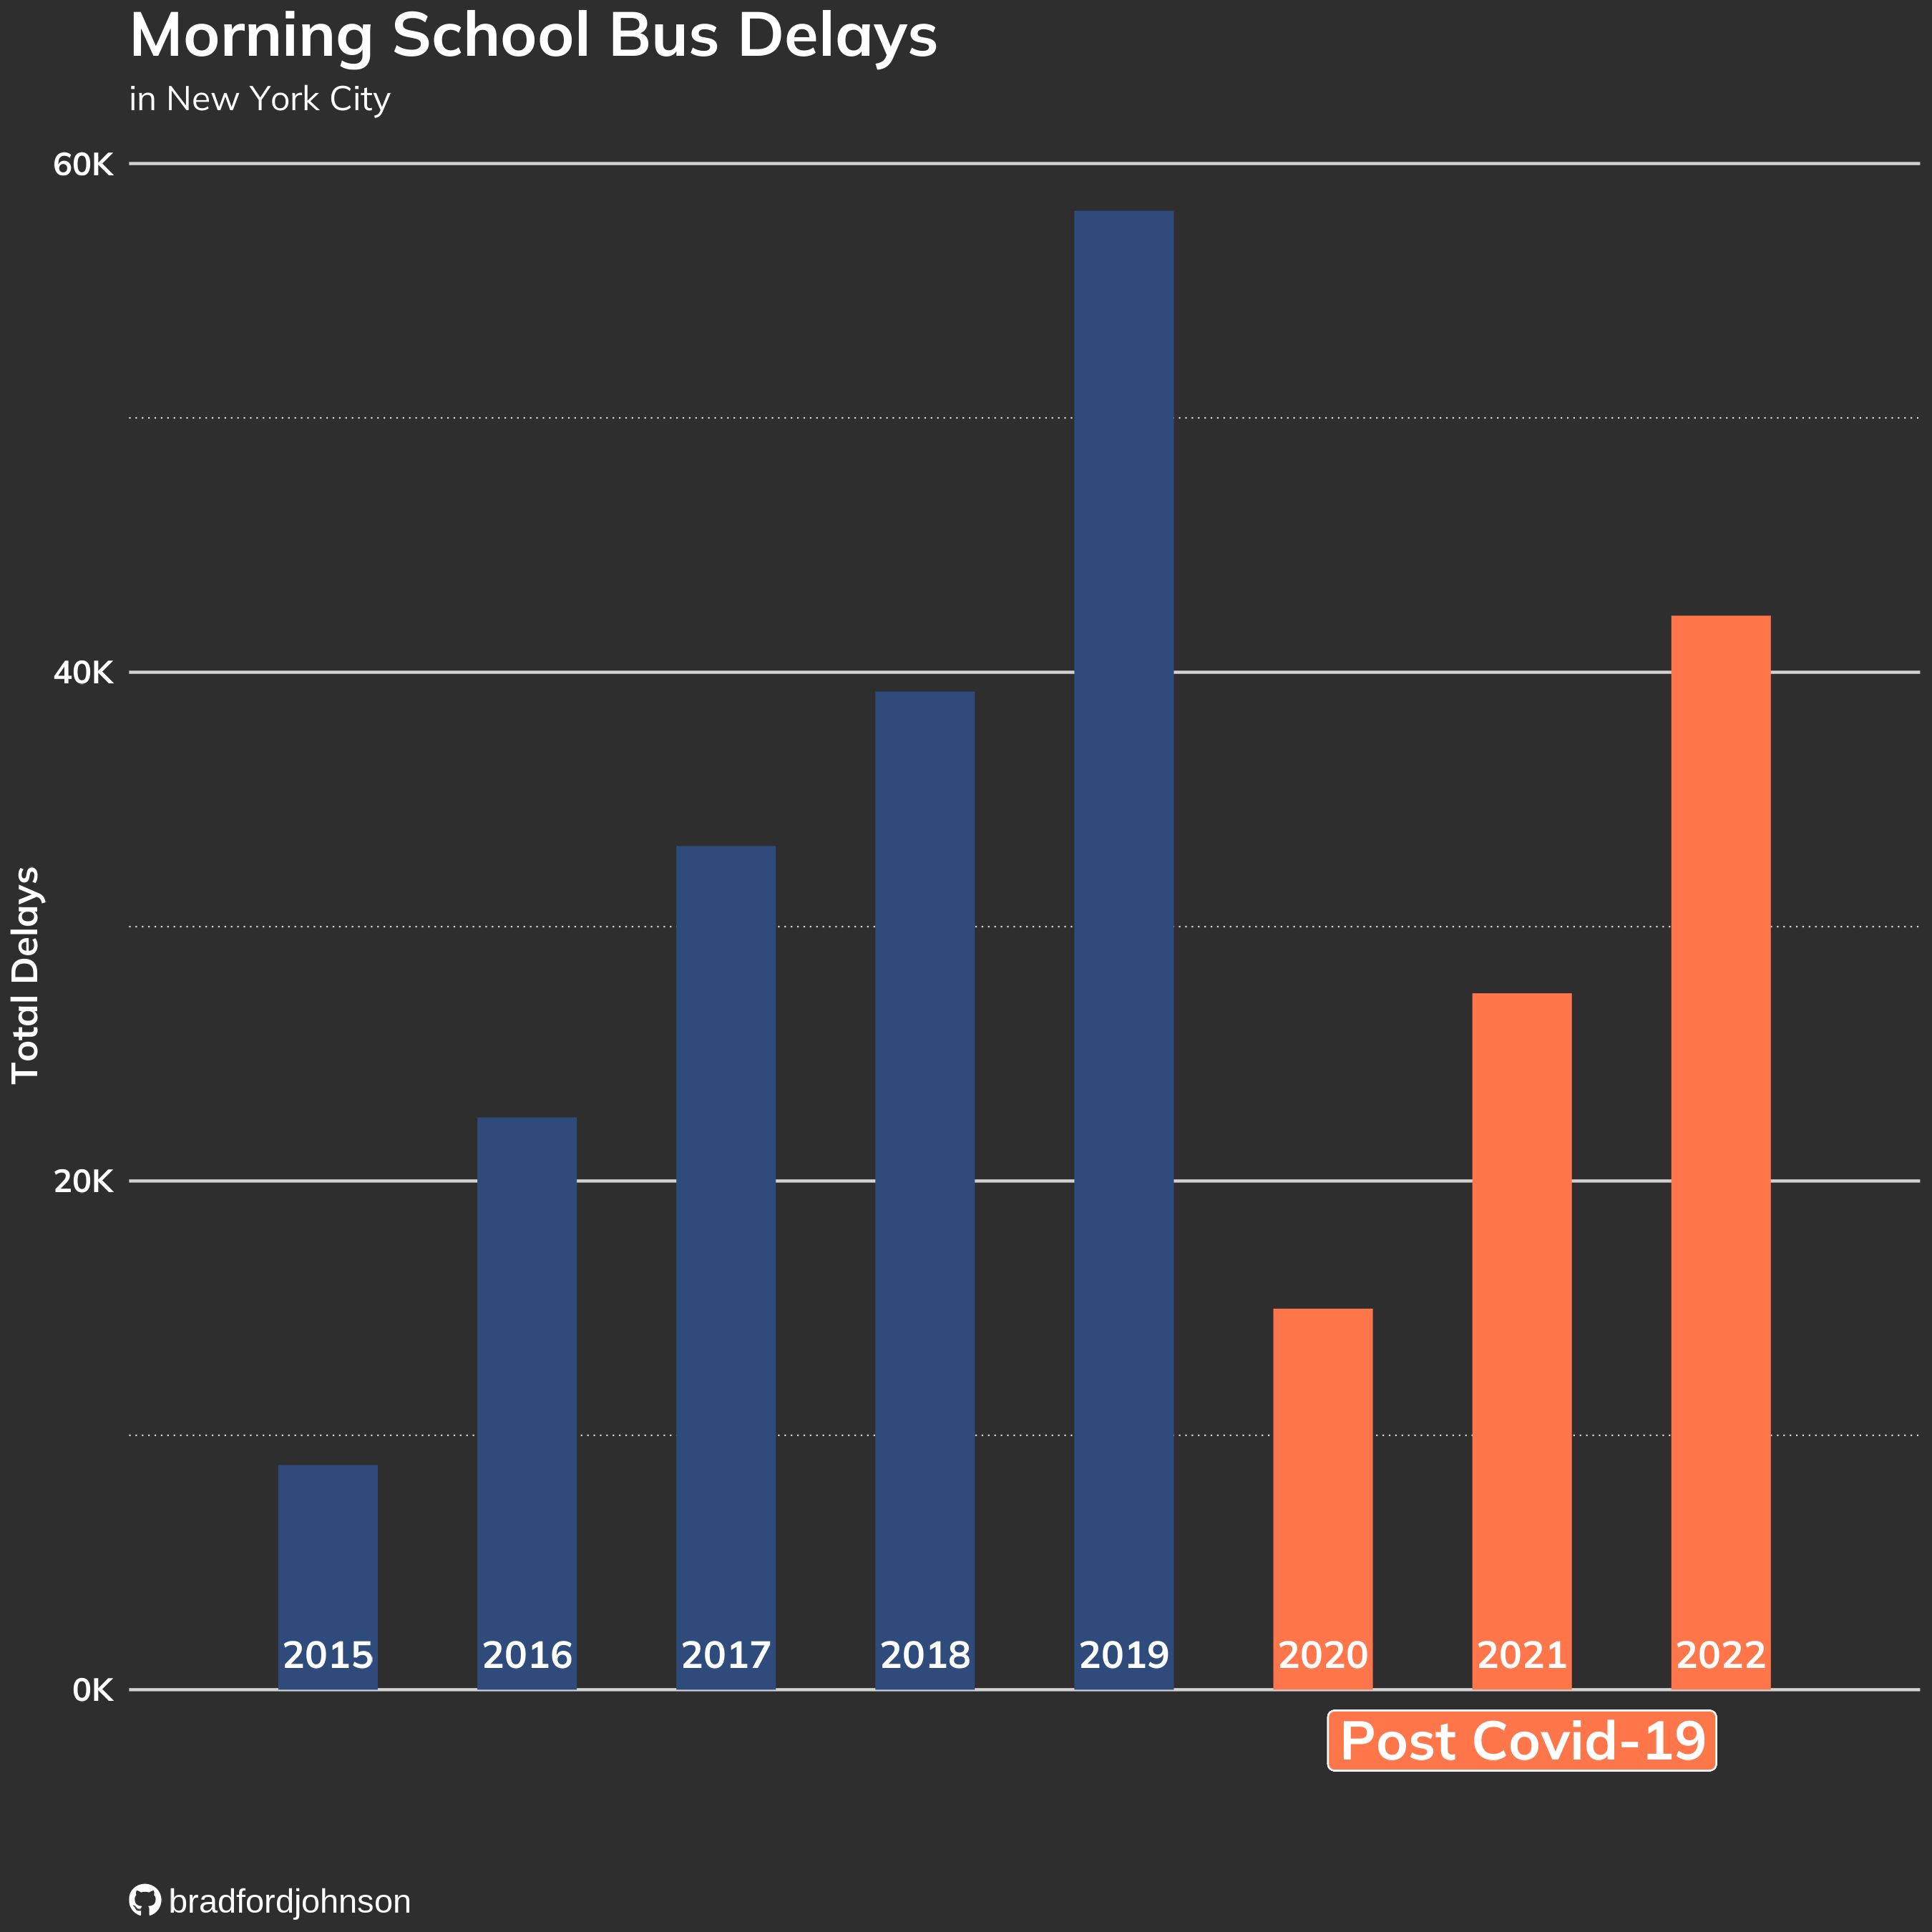 Morning School Bus Delays
in New York City
60K
40K
20K
0K
Total Delays
2015
2016
2017
2018
2019
2020
2021
2022
Post Covid-19
bradfordjohnson